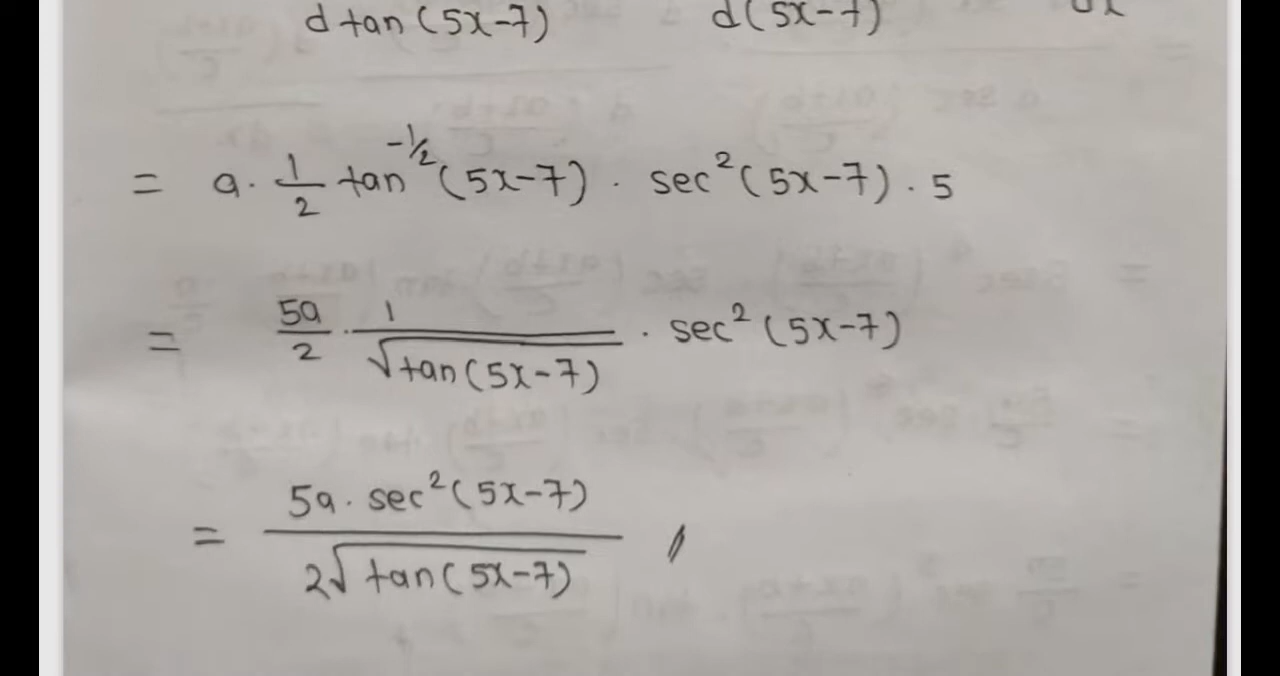 d tan (5x-7) d(5x-7) dx
= a. 1/2 tan^-1/2 (5x-7) . sec² (5x-7) . 5
= 5a/2 . 1/√tan(5x-7) . sec² (5x-7)
= 5a. sec² (5x-7) / 2√tan(5x-7)